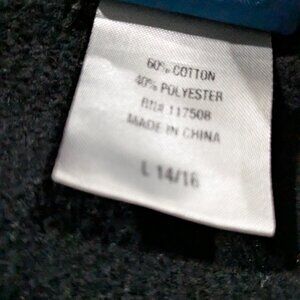 60% COTTON
40% POLYESTER
RN# 117508
MADE IN CHINA
L 14/16